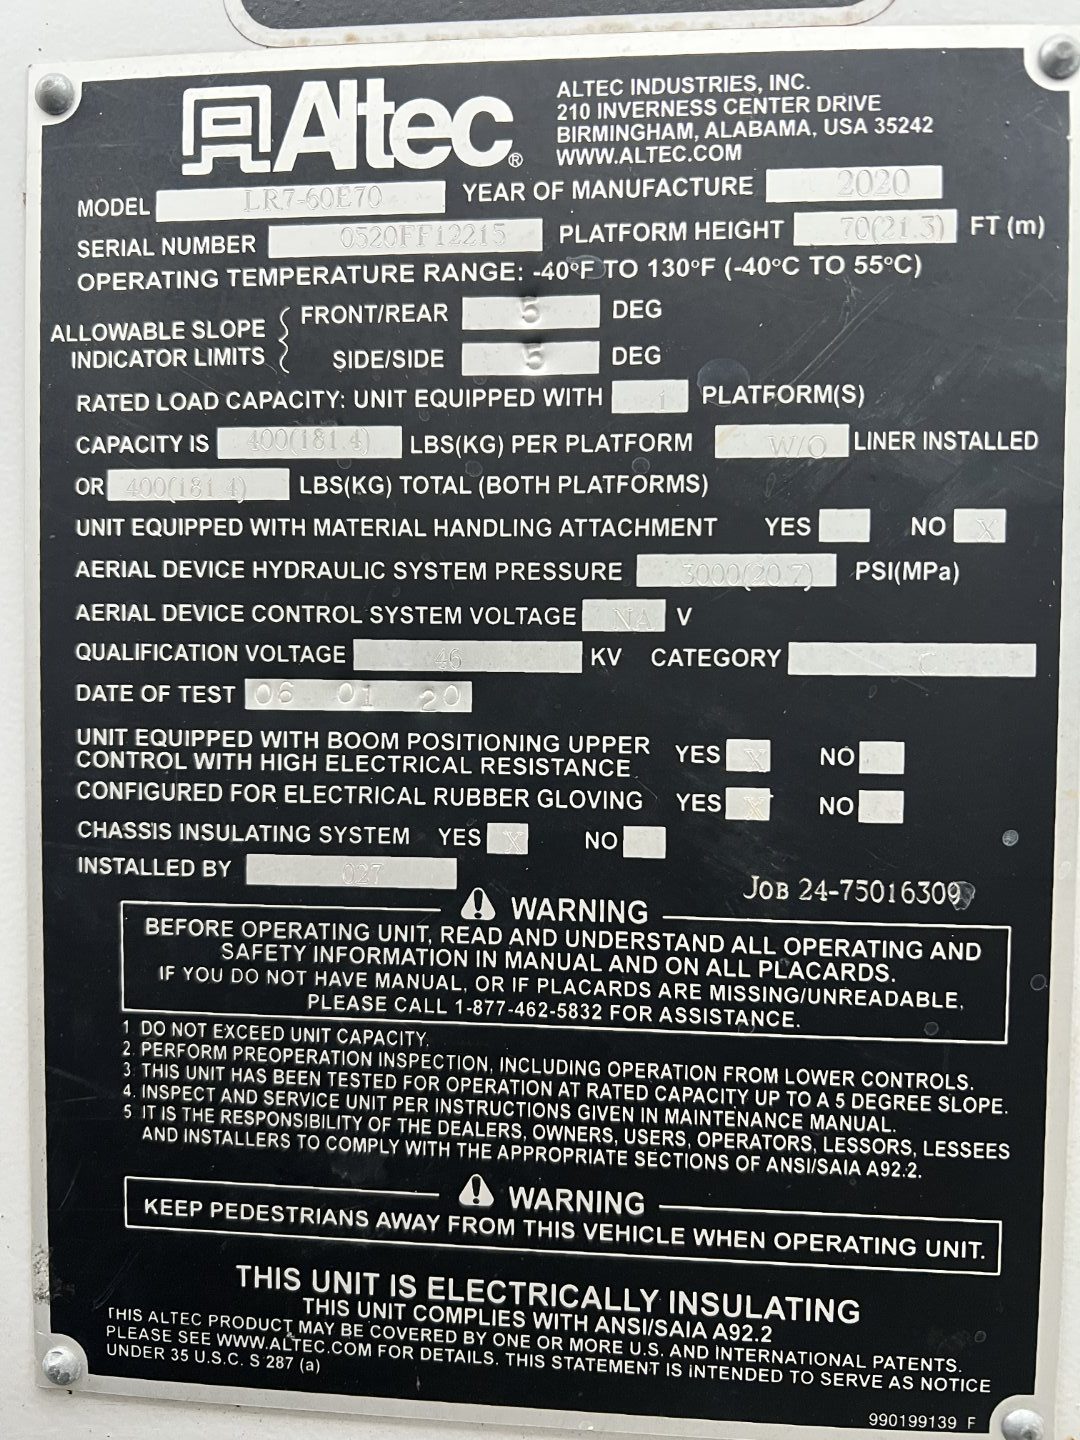 Altec®
ALTEC INDUSTRIES, INC.
210 INVERNESS CENTER DRIVE
BIRMINGHAM, ALABAMA, USA 35242
WWW.ALTEC.COM
MODEL LR7-60E70 YEAR OF MANUFACTURE 2020
SERIAL NUMBER 0520FF12215 PLATFORM HEIGHT 70(21.3) FT (m)
OPERATING TEMPERATURE RANGE: -40°F TO 130°F (-40°C TO 55°C)
ALLOWABLE SLOPE INDICATOR LIMITS { FRONT/REAR 5 DEG
SIDE/SIDE 5 DEG
RATED LOAD CAPACITY: UNIT EQUIPPED WITH 1 PLATFORM(S)
CAPACITY IS 400(181.4) LBS(KG) PER PLATFORM W/O LINER INSTALLED
OR 400(181.4) LBS(KG) TOTAL (BOTH PLATFORMS)
UNIT EQUIPPED WITH MATERIAL HANDLING ATTACHMENT YES NO X
AERIAL DEVICE HYDRAULIC SYSTEM PRESSURE 3000(20.7) PSI(MPa)
AERIAL DEVICE CONTROL SYSTEM VOLTAGE NA V
QUALIFICATION VOLTAGE 46 KV CATEGORY C
DATE OF TEST 06 01 20
UNIT EQUIPPED WITH BOOM POSITIONING UPPER
CONTROL WITH HIGH ELECTRICAL RESISTANCE YES X NO
CONFIGURED FOR ELECTRICAL RUBBER GLOVING YES X NO
CHASSIS INSULATING SYSTEM YES X NO
INSTALLED BY 027
JOB 24-75016309
WARNING
BEFORE OPERATING UNIT, READ AND UNDERSTAND ALL OPERATING AND
SAFETY INFORMATION IN MANUAL AND ON ALL PLACARDS.
IF YOU DO NOT HAVE MANUAL, OR IF PLACARDS ARE MISSING/UNREADABLE,
PLEASE CALL 1-877-462-5832 FOR ASSISTANCE.
1 DO NOT EXCEED UNIT CAPACITY.
2. PERFORM PREOPERATION INSPECTION, INCLUDING OPERATION FROM LOWER CONTROLS.
3. THIS UNIT HAS BEEN TESTED FOR OPERATION AT RATED CAPACITY UP TO A 5 DEGREE SLOPE.
4. INSPECT AND SERVICE UNIT PER INSTRUCTIONS GIVEN IN MAINTENANCE MANUAL.
5 IT IS THE RESPONSIBILITY OF THE DEALERS, OWNERS, USERS, OPERATORS, LESSORS, LESSEES
AND INSTALLERS TO COMPLY WITH THE APPROPRIATE SECTIONS OF ANSI/SAIA A92.2.
WARNING
KEEP PEDESTRIANS AWAY FROM THIS VEHICLE WHEN OPERATING UNIT.
THIS UNIT IS ELECTRICALLY INSULATING
THIS UNIT COMPLIES WITH ANSI/SAIA A92.2
THIS ALTEC PRODUCT MAY BE COVERED BY ONE OR MORE U.S. AND INTERNATIONAL PATENTS.
PLEASE SEE WWW.ALTEC.COM FOR DETAILS. THIS STATEMENT IS INTENDED TO SERVE AS NOTICE
UNDER 35 U.S.C. S 287 (a)
990199139 F